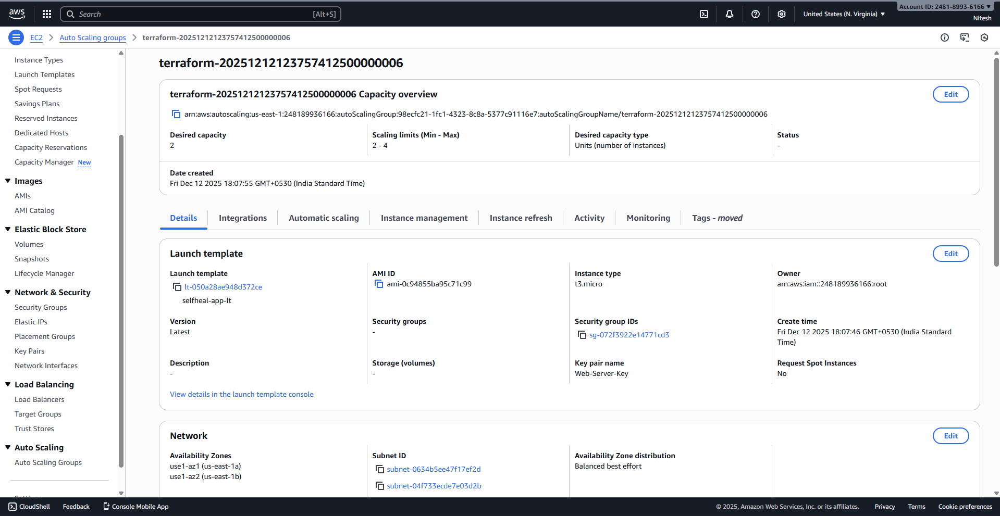 aws
Search
[Alt+S]
United States (N. Virginia)
Account ID: 2481-8993-6166
Nitesh
EC2
Auto Scaling groups
terraform-20251212123757412500000006
Instance Types
Launch Templates
Spot Requests
Savings Plans
Reserved Instances
Dedicated Hosts
Capacity Reservations
Capacity Manager New
Images
AMIs
AMI Catalog
Elastic Block Store
Volumes
Snapshots
Lifecycle Manager
Network & Security
Security Groups
Elastic IPs
Placement Groups
Key Pairs
Network Interfaces
Load Balancing
Load Balancers
Target Groups
Trust Stores
Auto Scaling
Auto Scaling Groups
terraform-20251212123757412500000006
terraform-20251212123757412500000006 Capacity overview
Edit
arn:aws:autoscaling:us-east-1:248189936166:autoScalingGroup:98ecfc21-1fc1-4323-8c8a-5377c91116e7:autoScalingGroupName/terraform-20251212123757412500000006
Desired capacity
2
Scaling limits (Min - Max)
2 - 4
Desired capacity type
Units (number of instances)
Status
-
Date created
Fri Dec 12 2025 18:07:55 GMT+0530 (India Standard Time)
Details
Integrations
Automatic scaling
Instance management
Instance refresh
Activity
Monitoring
Tags - moved
Launch template
Edit
Launch template
lt-050a28ae948d372ce
selfheal-app-lt
AMI ID
ami-0c94855ba95c71c99
Instance type
t3.micro
Owner
arn:aws:iam::248189936166:root
Version
Latest
Security groups
-
Security group IDs
sg-072f3922e14771cd3
Create time
Fri Dec 12 2025 18:07:46 GMT+0530 (India Standard
Time)
Description
-
Storage (volumes)
-
Key pair name
Web-Server-Key
Request Spot Instances
No
View details in the launch template console
Network
Edit
Availability Zones
use1-az1 (us-east-1a)
use1-az2 (us-east-1b)
Subnet ID
subnet-0634b5ee47f17ef2d
subnet-04f733ecde7e03d2b
Availability Zone distribution
Balanced best effort
CloudShell
Feedback
Console Mobile App
© 2025, Amazon Web Services, Inc. or its affiliates.
Privacy
Terms
Cookie preferences